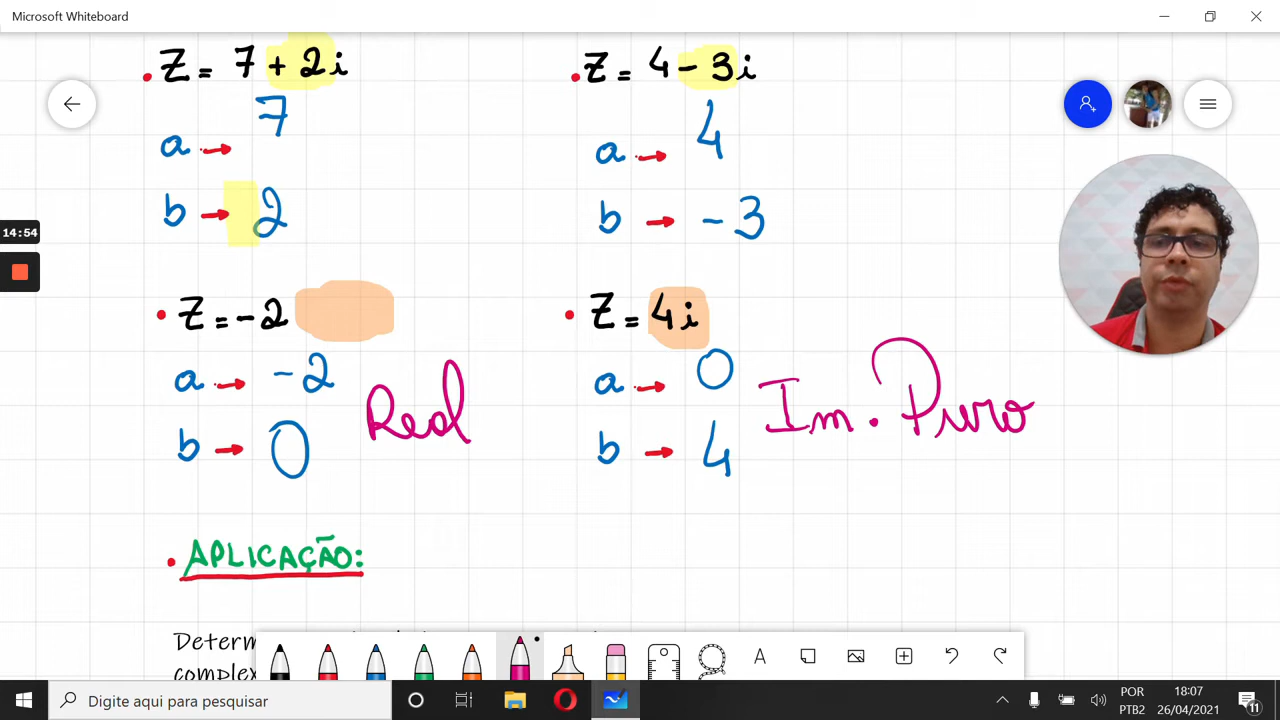 Microsoft Whiteboard
Z = 7 + 2i
a → 7
b → 2
Z = 4 - 3i
a → 4
b → -3
14:54
Z = -2
a → -2
b → 0
Real
Z = 4i
a → 0
b → 4
Im. Puro
APLICAÇÃO:
Determ
complex
A
Digite aqui para pesquisar
POR
PTB2
18:07
26/04/2021
11